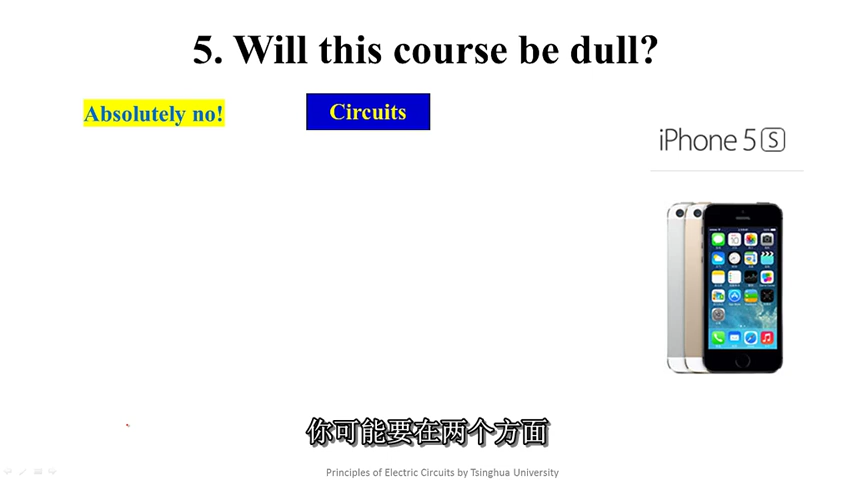 5. Will this course be dull?
Absolutely no!
Circuits
iPhone 5S
你可能要在两个方面
Principles of Electric Circuits by Tsinghua University